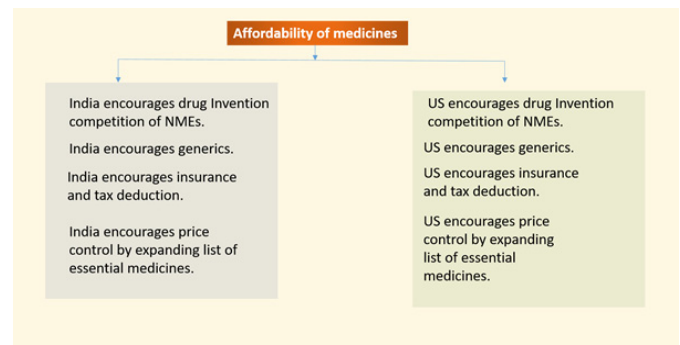 Affordability of medicines
India encourages drug Invention
competition of NMEs.
India encourages generics.
India encourages insurance
and tax deduction.
India encourages price
control by expanding list of
essential medicines.
US encourages drug Invention
competition of NMEs.
US encourages generics.
US encourages insurance
and tax deduction.
US encourages price
control by expanding
list of essential
medicines.